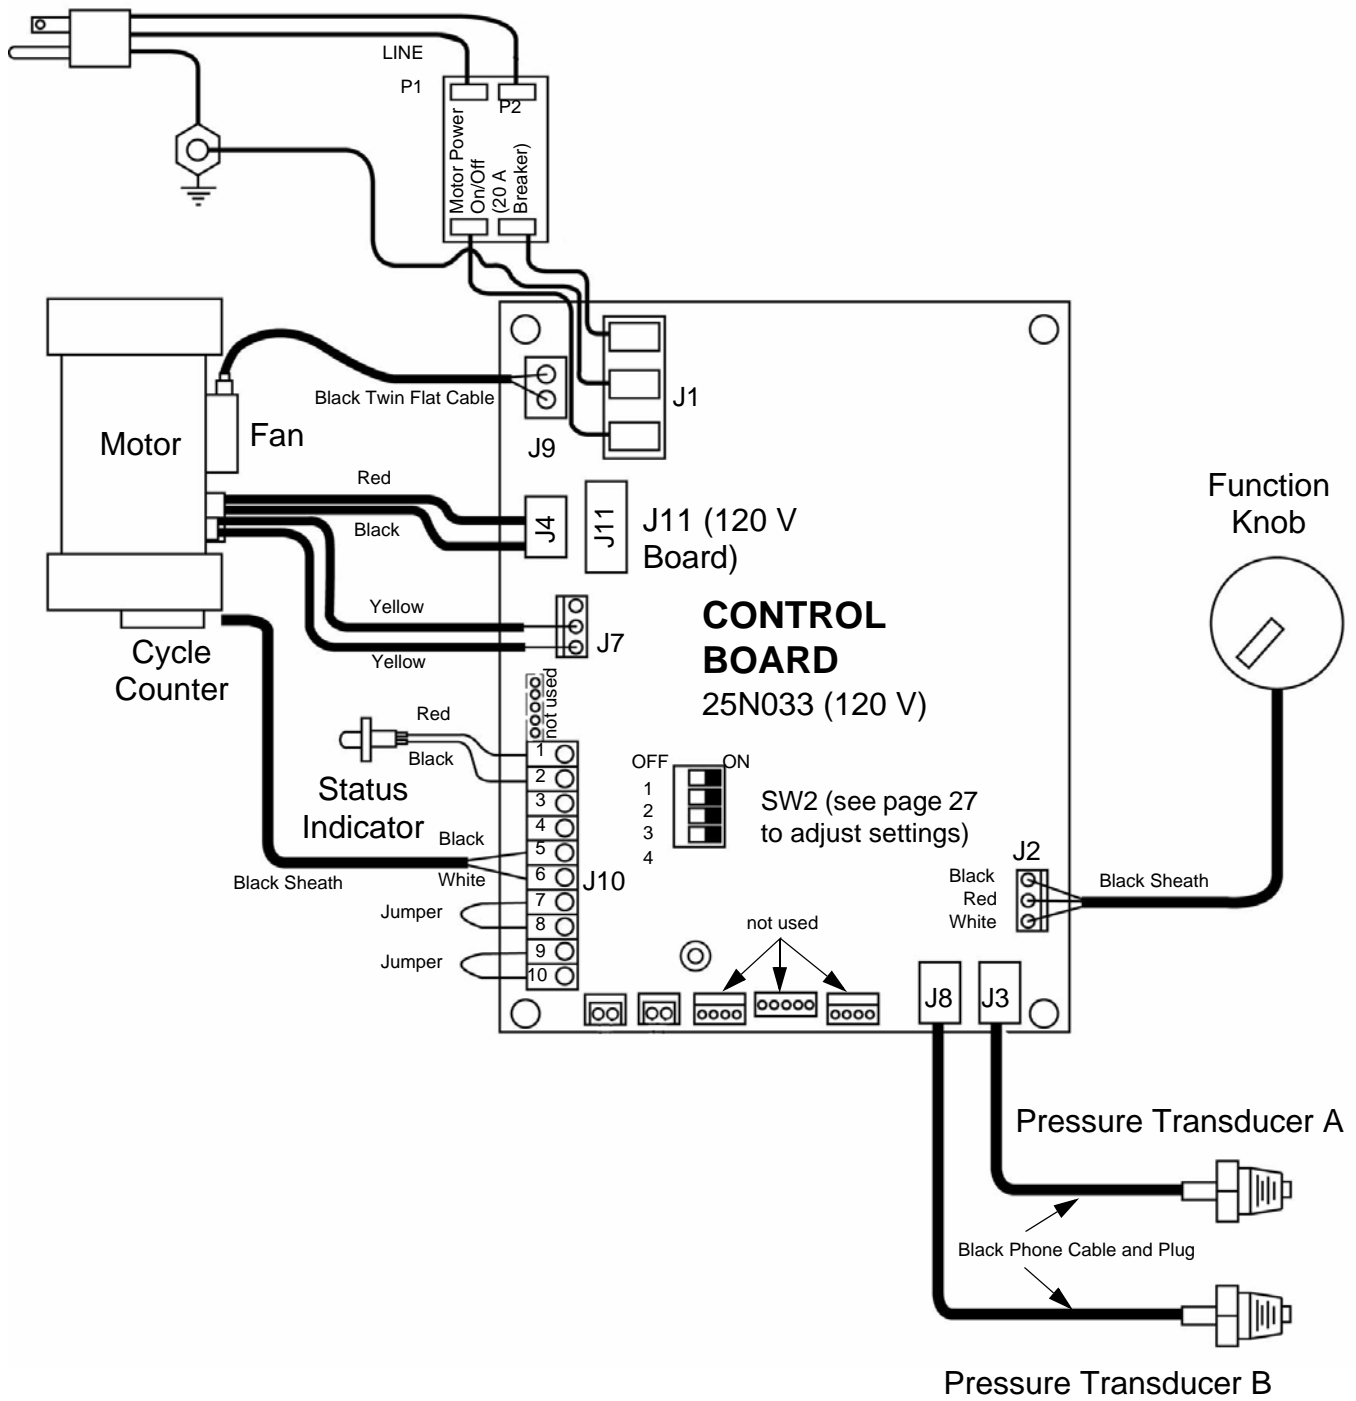 LINE
P1
P2
Motor Power
On/Off
(20 A
Breaker)
Black Twin Flat Cable
J1
Motor
Fan
J9
Red
Black
J4
J11
J11 (120 V
Board)
Function
Knob
Yellow
Yellow
J7
CONTROL
BOARD
25N033 (120 V)
Cycle
Counter
not used
Red
Black
Status
Indicator
1
2
3
4
5
6
7
8
9
10
J10
OFF
ON
1
2
3
4
SW2 (see page 27
to adjust settings)
Black
White
Black Sheath
Jumper
Jumper
J2
Black
Red
White
Black Sheath
not used
J8
J3
Pressure Transducer A
Black Phone Cable and Plug
Pressure Transducer B